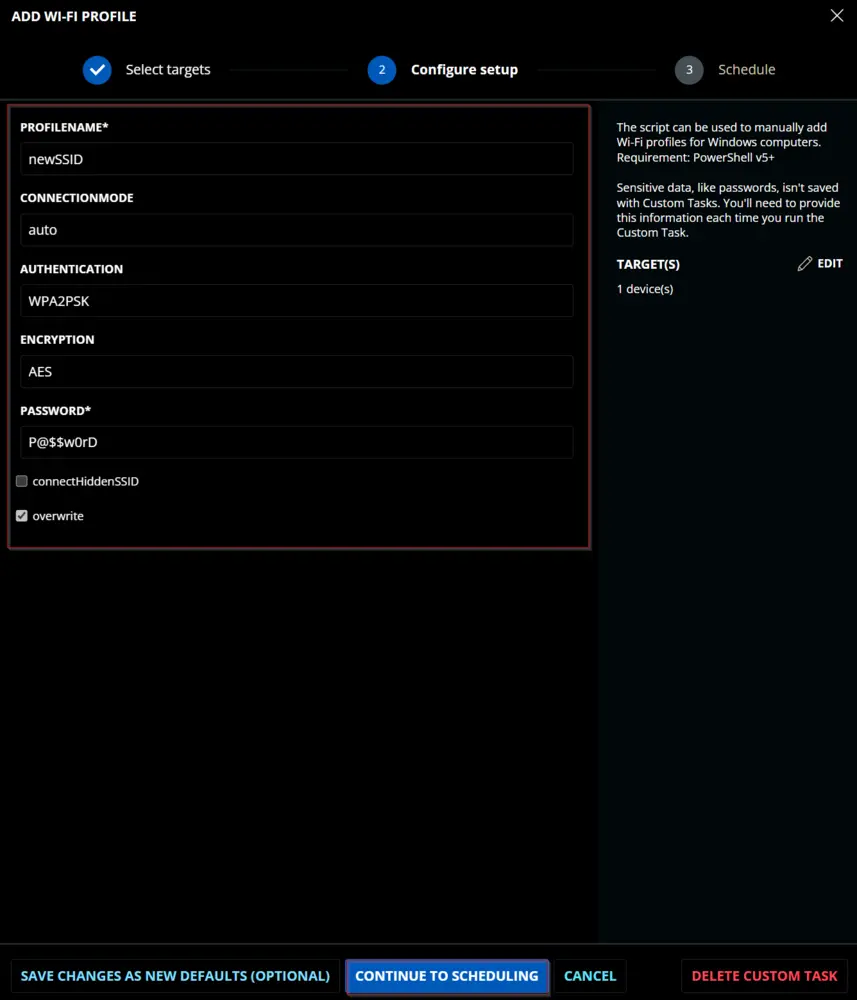 ADD WI-FI PROFILE
Select targets
2
Configure setup
3
Schedule
PROFILENAME*
newSSID
CONNECTIONMODE
auto
AUTHENTICATION
WPA2PSK
ENCRYPTION
AES
PASSWORD*
P@$$w0rD
connectHiddenSSID
overwrite
The script can be used to manually add
Wi-Fi profiles for Windows computers.
Requirement: PowerShell v5+
Sensitive data, like passwords, isn't saved
with Custom Tasks. You'll need to provide
this information each time you run the
Custom Task.
TARGET(S)
EDIT
1 device(s)
SAVE CHANGES AS NEW DEFAULTS (OPTIONAL)
CONTINUE TO SCHEDULING
CANCEL
DELETE CUSTOM TASK